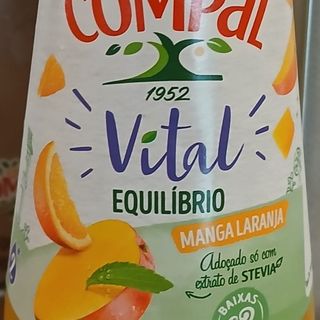 COMPAL
1952
Vital
EQUILÍBRIO
MANGA LARANJA
Adoçado só com
extrato de STEVIA
BAIXAS